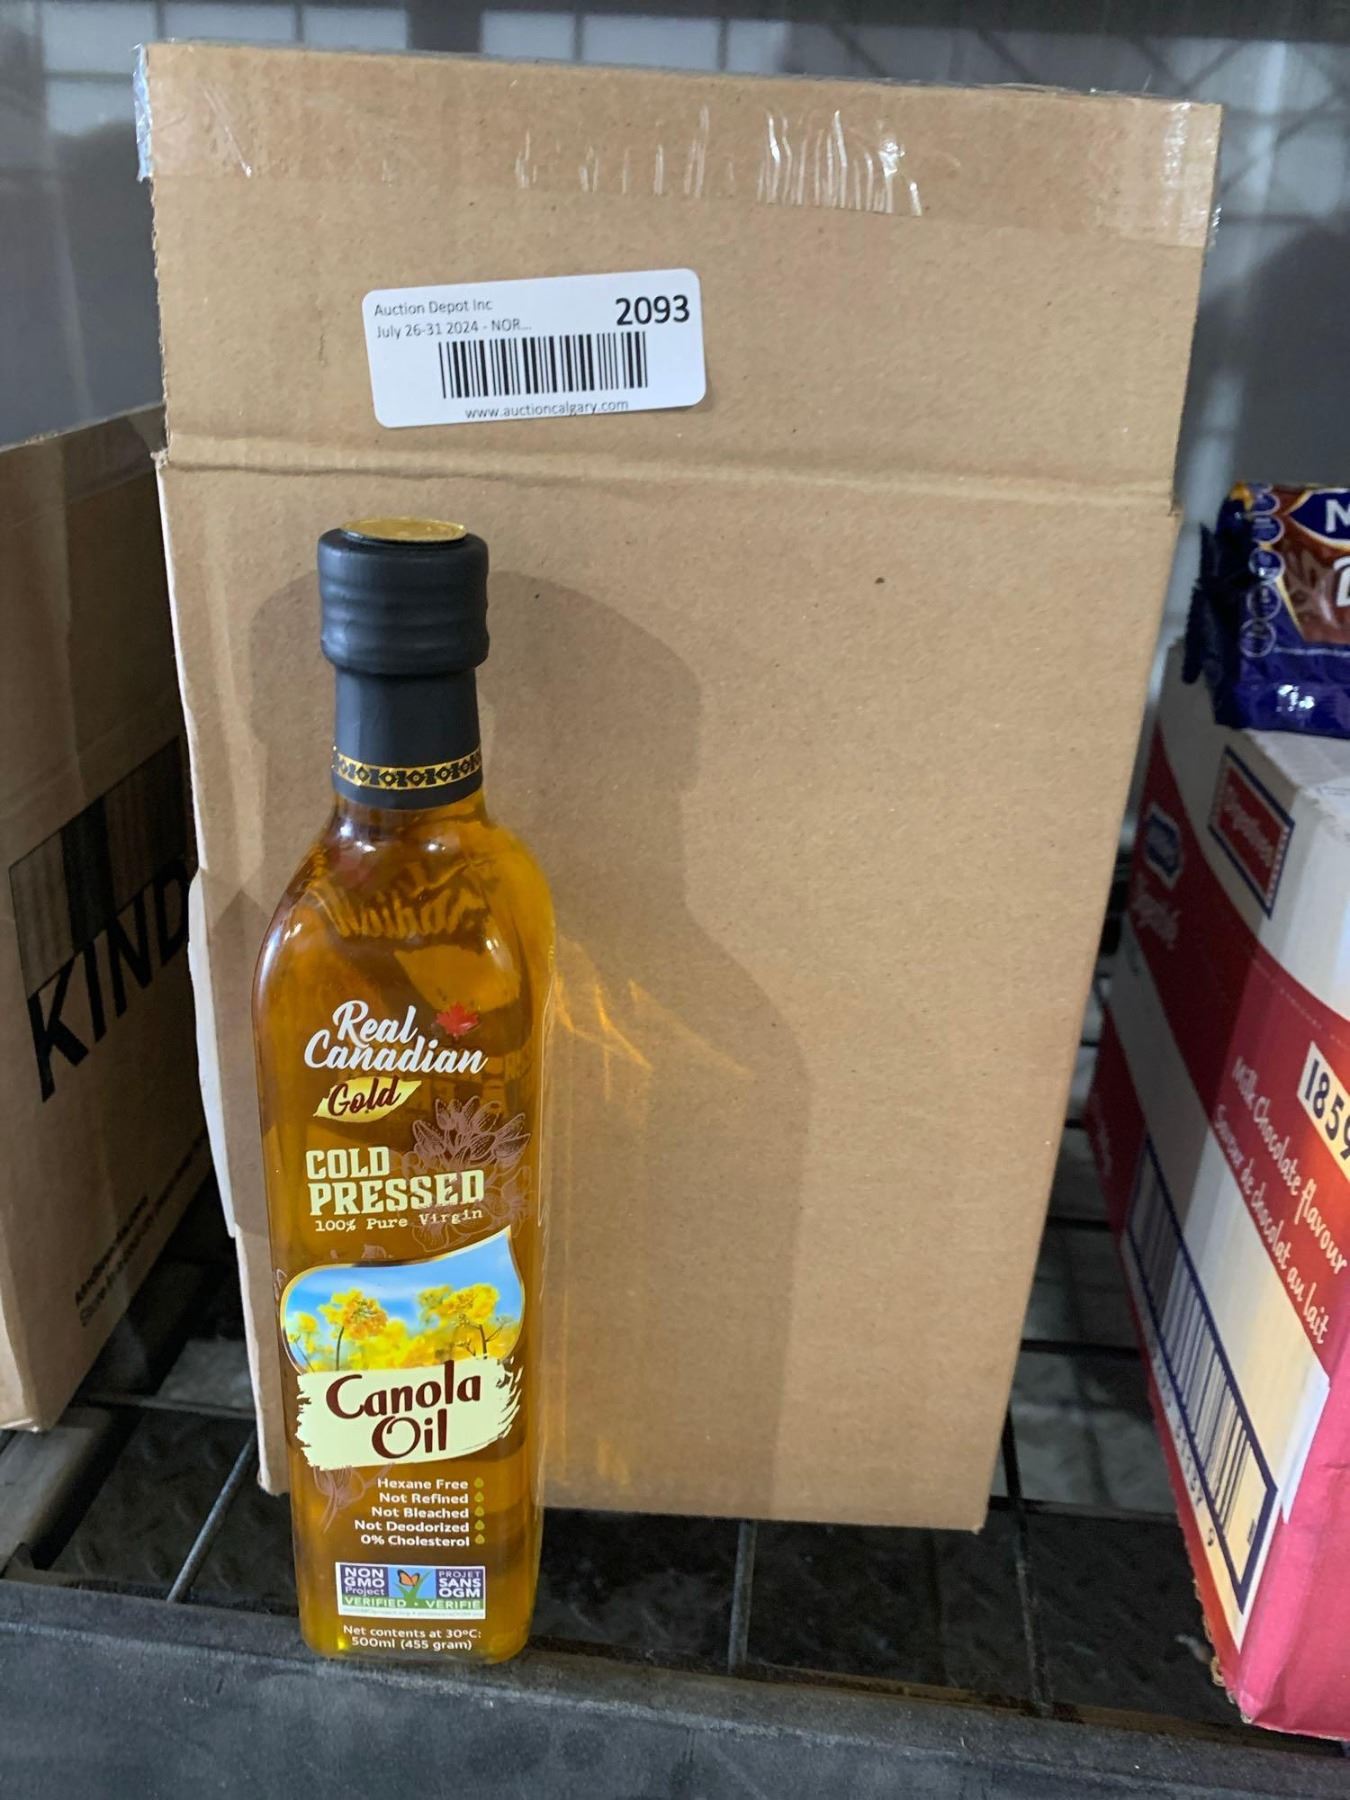 Auction Depot Inc
2093
July 26-31 2024 - NOR...
www.auctioncalgary.com
Real
Canadian
Gold
COLD
PRESSED
100% Pure Virgin
Canola
Oil
Hexane Free
Not Refined
Not Bleached
Not Deodorized
0% Cholesterol
NON
GMO
Project
PROJET
SANS
OGM
VERIFIED • VERIFIÉ
Net contents at 30°C:
500ml (455 gram)
KIND
1859
Milk Chocolate flavour
Saveur de chocolat au lait